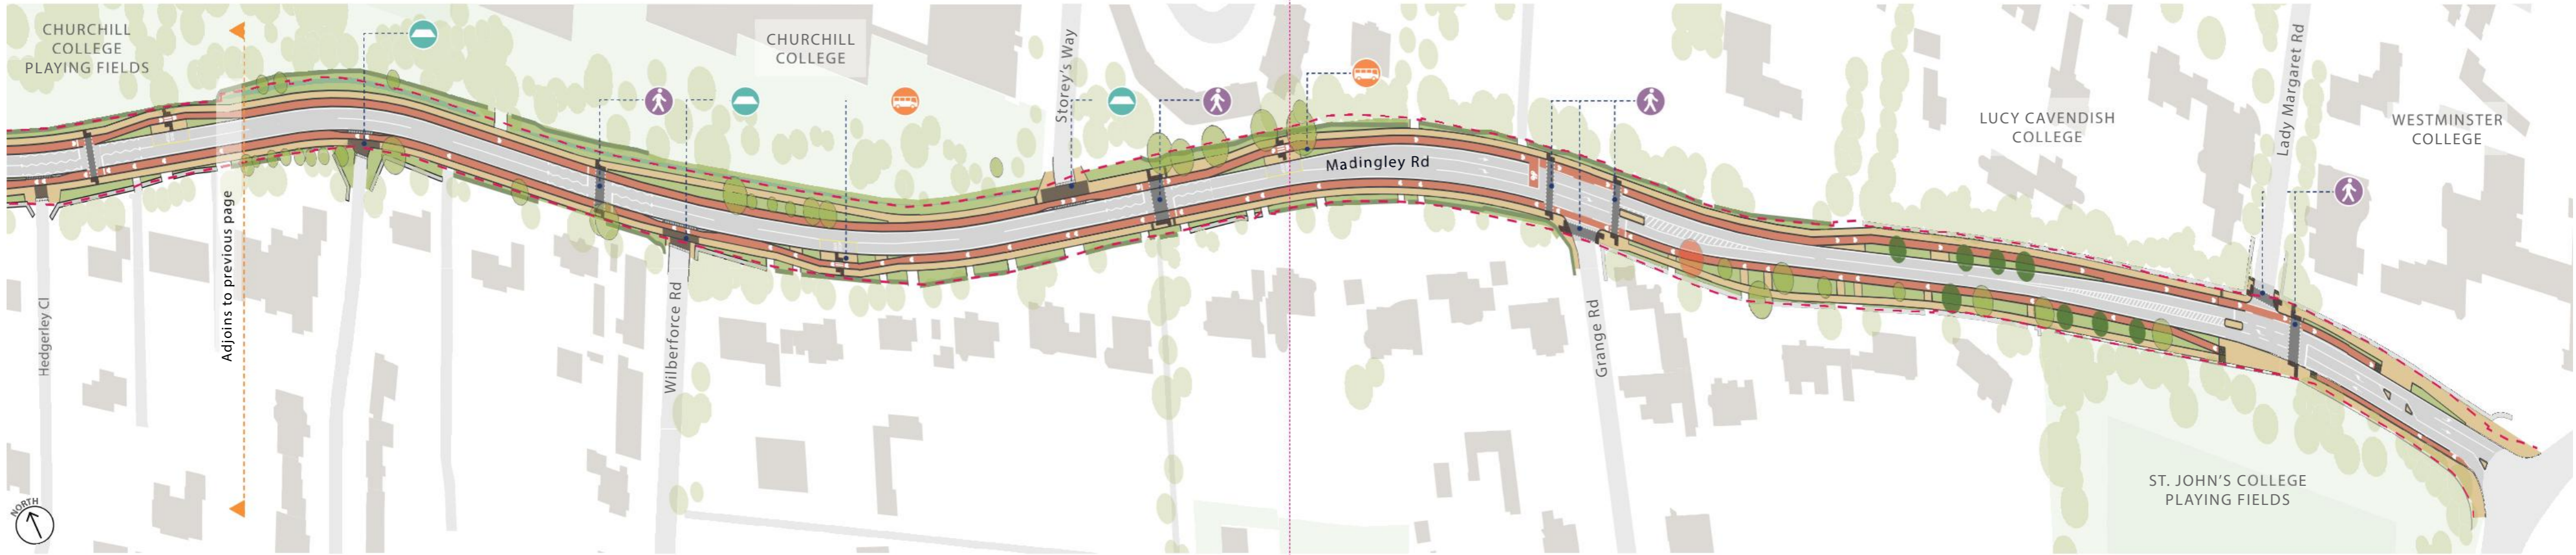 CHURCHILL
COLLEGE
PLAYING FIELDS
CHURCHILL
COLLEGE
Storey's Way
Madingley Rd
LUCY CAVENDISH
COLLEGE
Lady Margaret Rd
WESTMINSTER
COLLEGE
Adjoins to previous page
Hedgerley Cl
Wilberforce Rd
Grange Rd
ST. JOHN'S COLLEGE
PLAYING FIELDS
NORTH